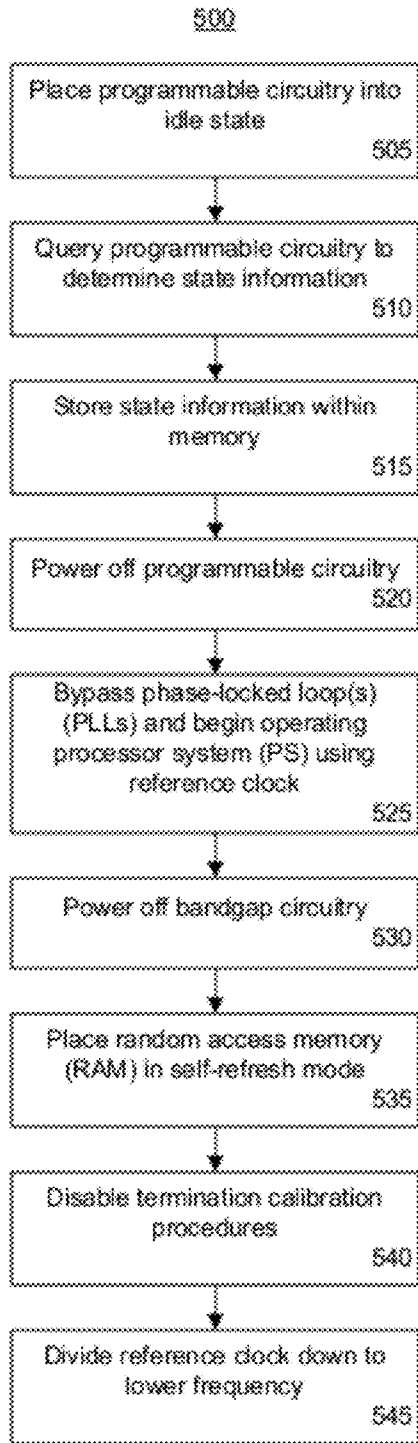 500
Place programmable circuitry into
idle state
505
Query programmable circuitry to
determine state information
510
Store state information within
memory
515
Power off programmable circuitry
520
Bypass phase-locked loop(s)
(PLLs) and begin operating
processor system (PS) using
reference clock
525
Power off bandgap circuitry
530
Place random access memory
(RAM) in self-refresh mode
535
Disable termination calibration
procedures
540
Divide reference clock down to
lower frequency
545